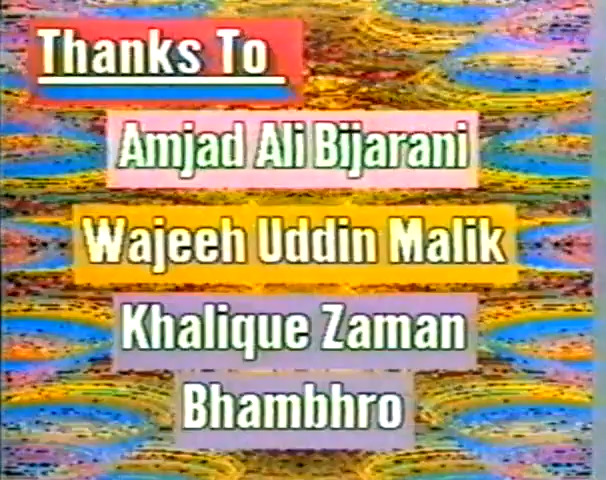 Thanks To
Amjad Ali Bijarani
Wajeeh Uddin Malik
Khalique Zaman
Bhambhro